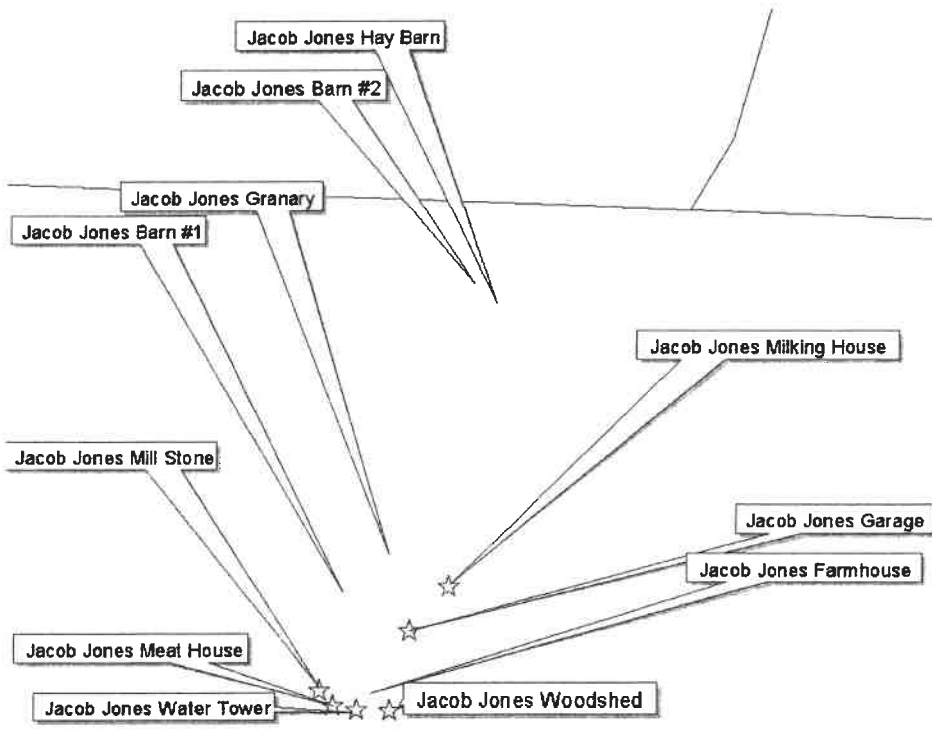 Jacob Jones Hay Barn
Jacob Jones Barn #2
Jacob Jones Granary
Jacob Jones Barn #1
Jacob Jones Milking House
Jacob Jones Mill Stone
Jacob Jones Garage
Jacob Jones Farmhouse
Jacob Jones Meat House
Jacob Jones Woodshed
Jacob Jones Water Tower